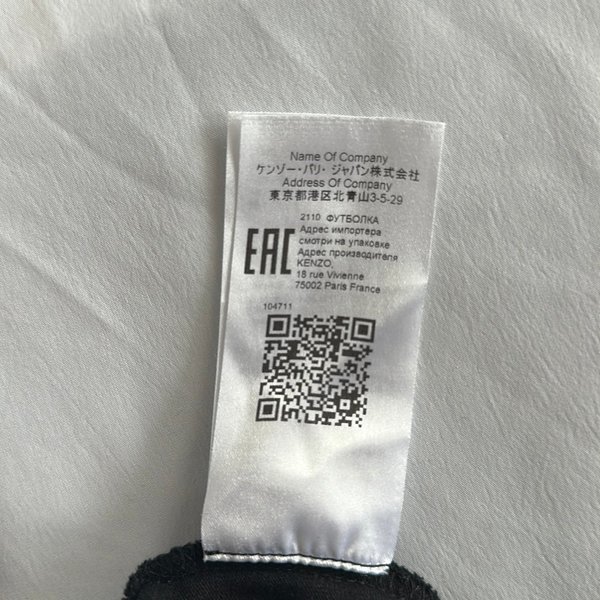 Name Of Company
ケンゾー・パリ・ジャパン株式会社
Address Of Company
東京都港区北青山3-5-29
2110 ФУТБОЛКА
Адрес импортера
смотри на упаковке
Адрес производителя
KENZO,
18 rue Vivienne
75002 Paris France
EAC
104711